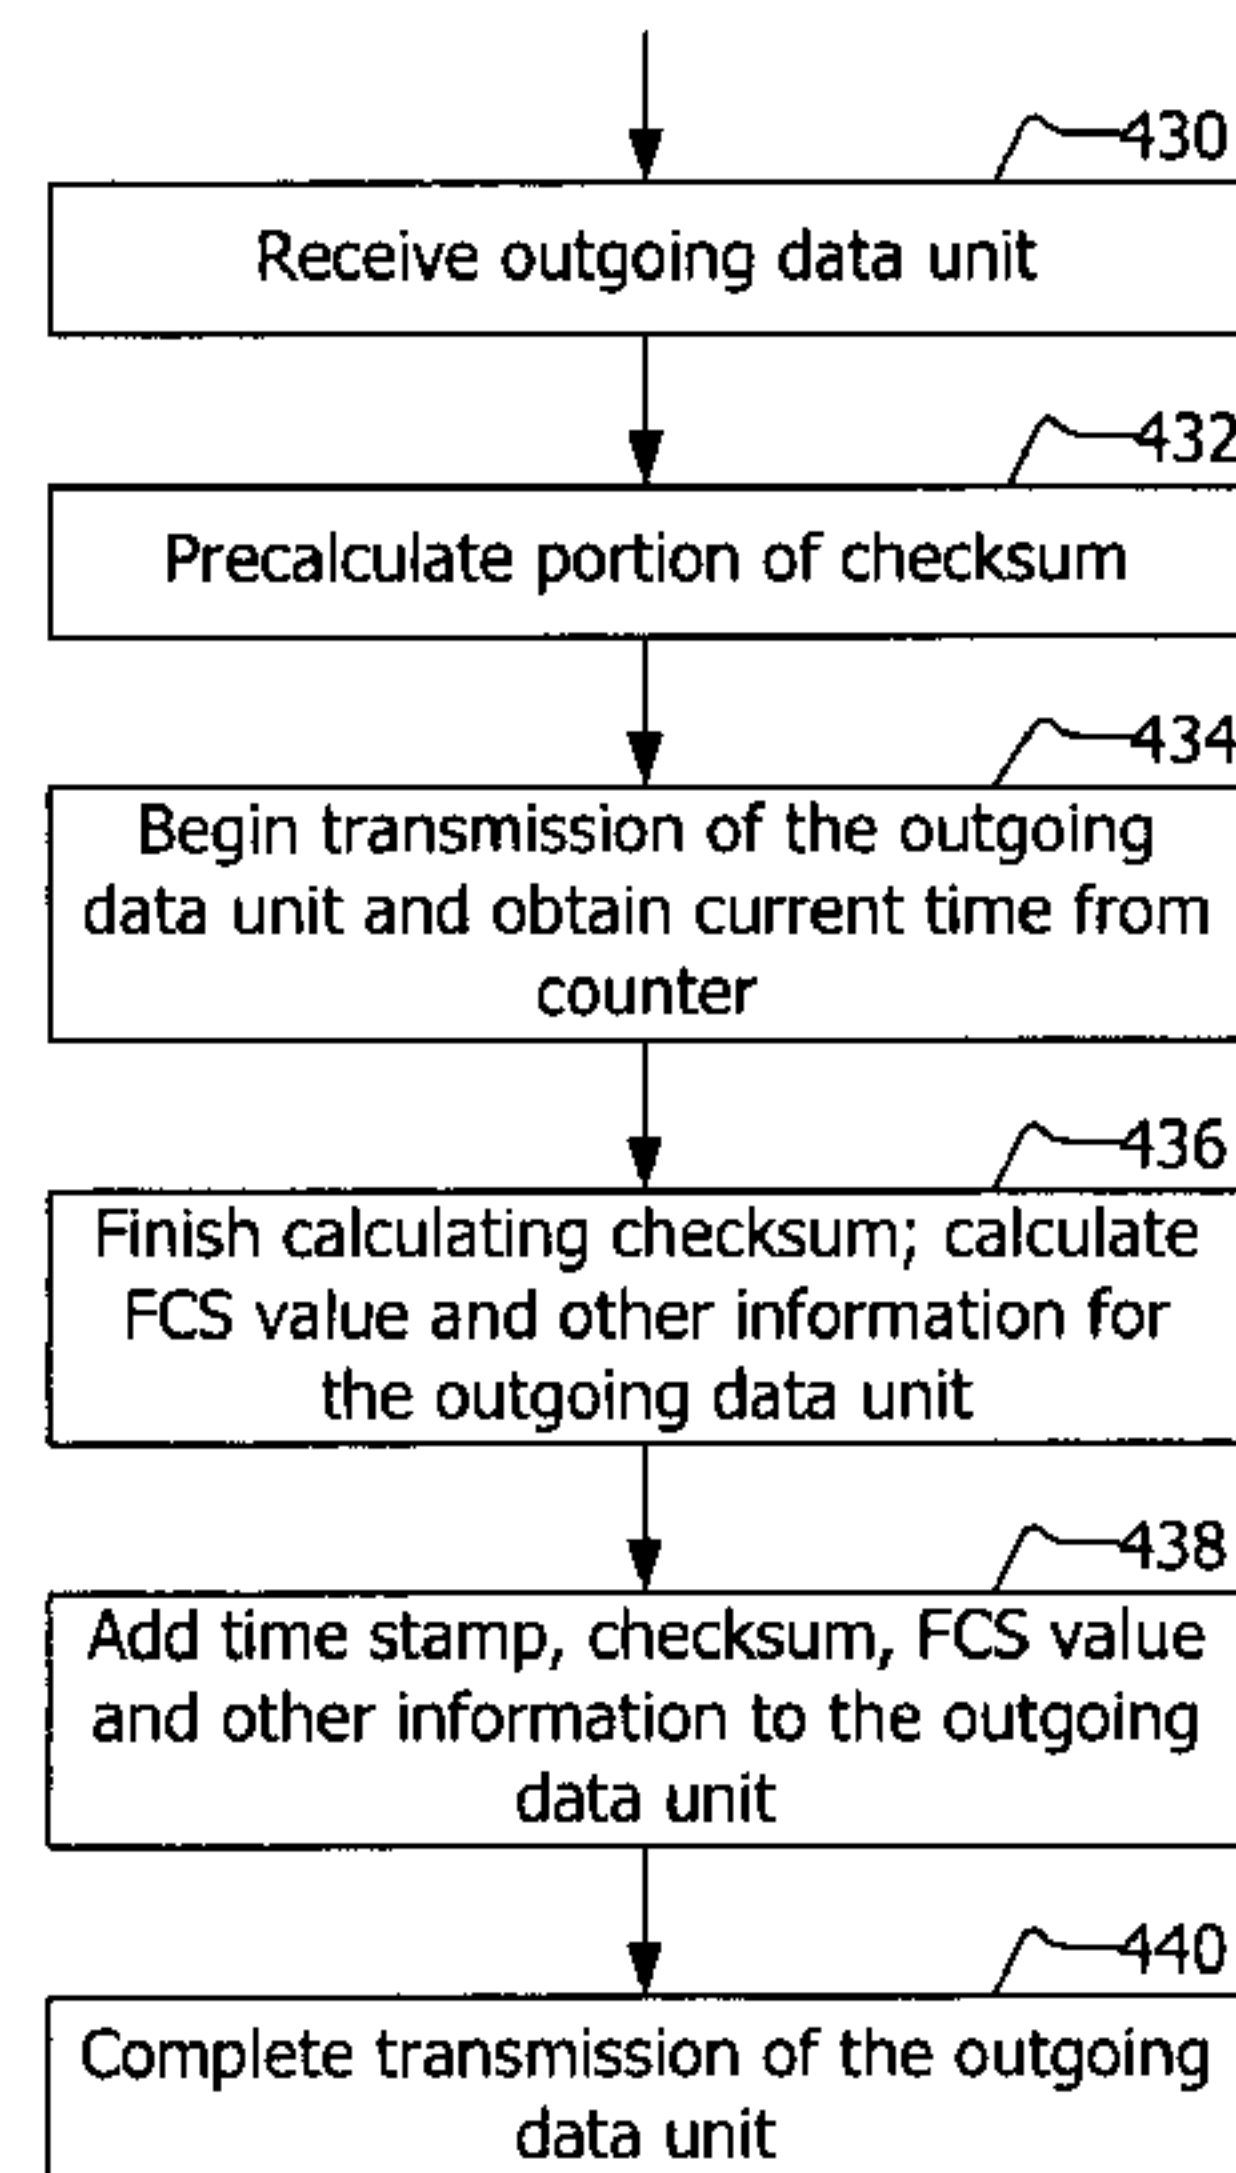 430
Receive outgoing data unit
432
Precalculate portion of checksum
434
Begin transmission of the outgoing
data unit and obtain current time from
counter
436
Finish calculating checksum; calculate
FCS value and other information for
the outgoing data unit
438
Add time stamp, checksum, FCS value
and other information to the outgoing
data unit
440
Complete transmission of the outgoing
data unit